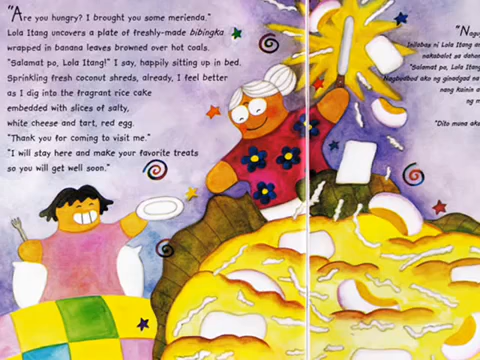 "Are you hungry? I brought you some merienda."
Lola Itang uncovers a plate of freshly-made bibingka
wrapped in banana leaves browned over hot coals.
"Salamat po, Lola Itang!" I say, happily sitting up in bed.
Sprinkling fresh coconut shreds, already, I feel better
as I dig into the fragrant rice cake
embedded with slices of salty,
white cheese and tart, red egg.
"Thank you for coming to visit me."
"I will stay here and make your favorite treats
so you will get well soon."
Inilabas ni Lola Itang
nakabalot sa
"Salamat po, Lola Itang
ako ng ginadgad na
nang kainin
ng
"Dito muna